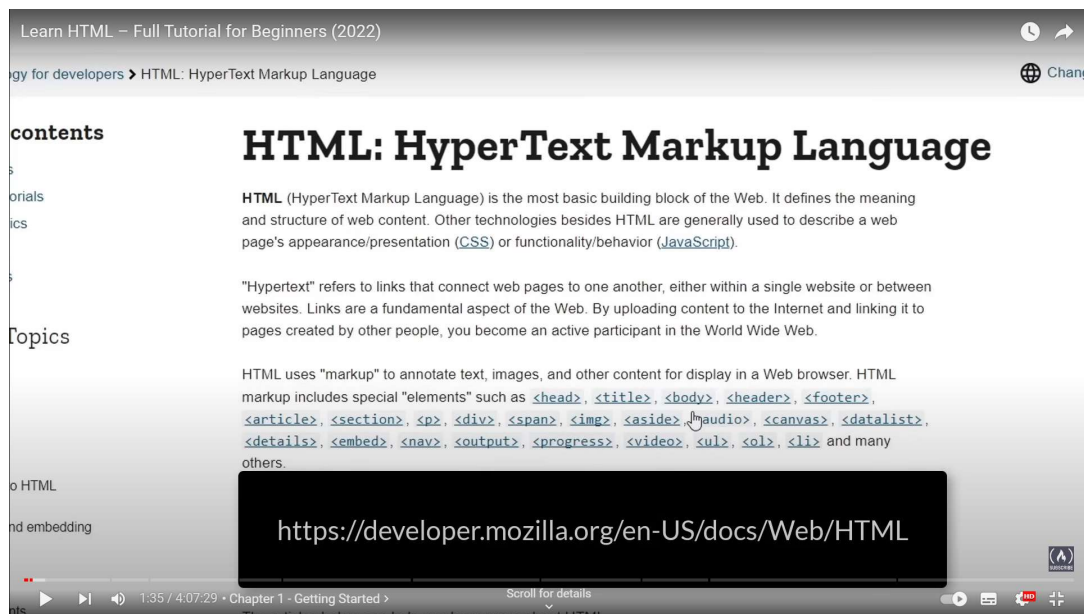 Learn HTML – Full Tutorial for Beginners (2022)
ogy for developers > HTML: HyperText Markup Language
Chang
contents
s
orials
ics
s
Topics
o HTML
nd embedding
nts
HTML: HyperText Markup Language
HTML (HyperText Markup Language) is the most basic building block of the Web. It defines the meaning
and structure of web content. Other technologies besides HTML are generally used to describe a web
page's appearance/presentation (CSS) or functionality/behavior (JavaScript).
"Hypertext" refers to links that connect web pages to one another, either within a single website or between
websites. Links are a fundamental aspect of the Web. By uploading content to the Internet and linking it to
pages created by other people, you become an active participant in the World Wide Web.
HTML uses "markup" to annotate text, images, and other content for display in a Web browser. HTML
markup includes special "elements" such as <head>, <title>, <body>, <header>, <footer>,
<article>, <section>, <p>, <div>, <span>, <img>, <aside>, audio>, <canvas>, <datalist>,
<details>, <embed>, <nav>, <output>, <progress>, <video>, <ul>, <ol>, <li> and many
others.
https://developer.mozilla.org/en-US/docs/Web/HTML
SUBSCRIBE
1:35 / 4:07:29 • Chapter 1 - Getting Started >
Scroll for details
HD